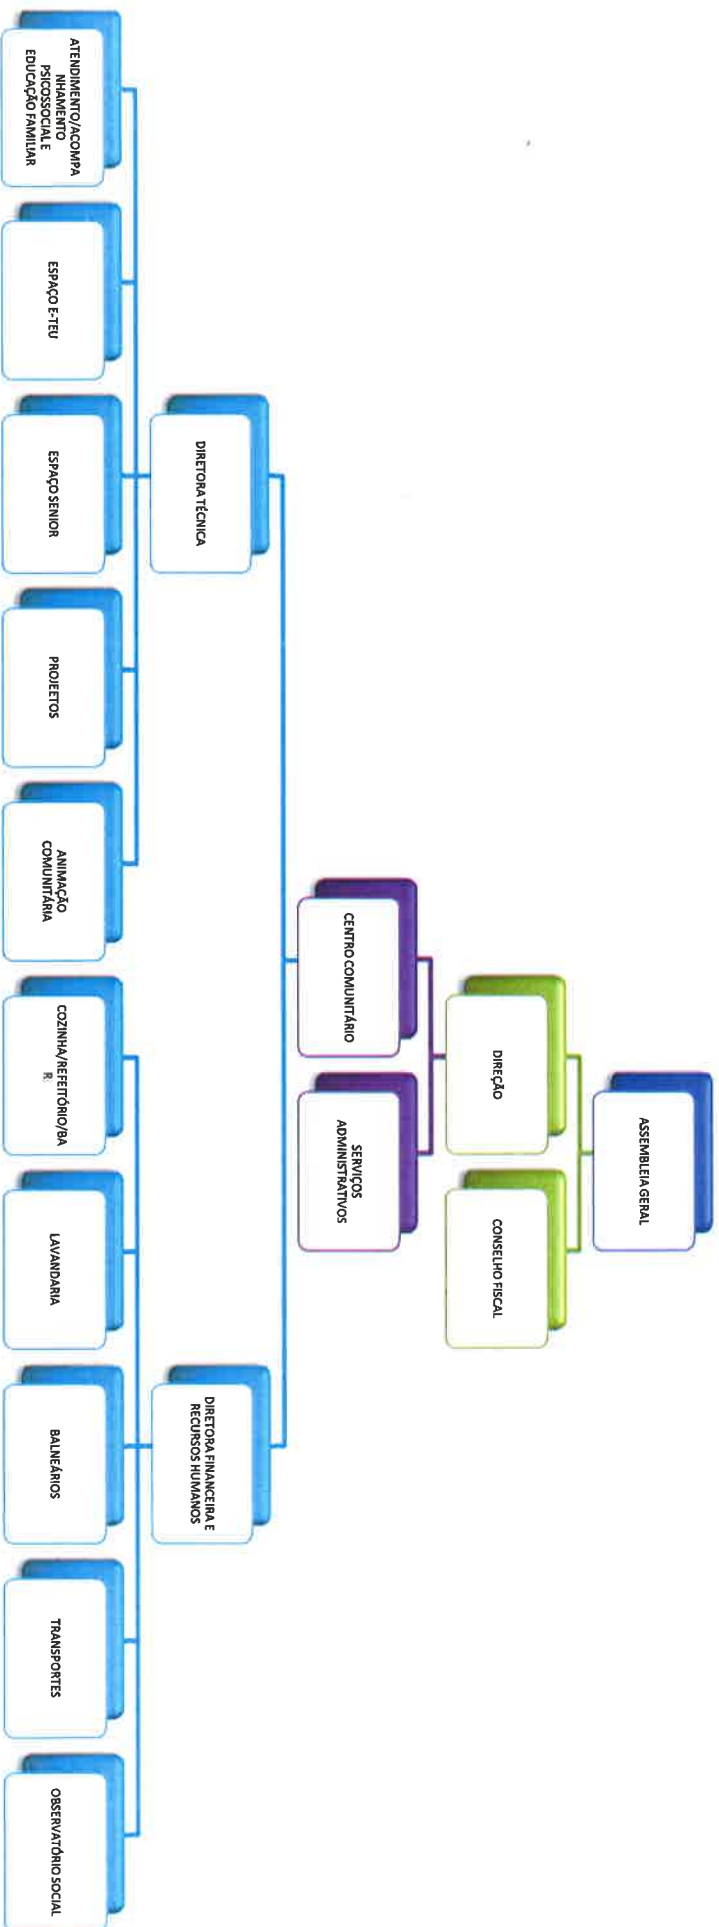 ASSEMBLEIA GERAL
DIREÇÃO
CONSELHO FISCAL
CENTRO COMUNITÁRIO
SERVIÇOS
ADMINISTRATIVOS
DIRETORA TÉCNICA
DIRETORA FINANCEIRA E
RECURSOS HUMANOS
ATENDIMENTO/ACOMPA
NHAMENTO
PSICOSSOCIAL E
EDUCAÇÃO FAMILIAR
ESPAÇO E-TEU
ESPAÇO SENIOR
PROJEETOS
ANIMAÇÃO
COMUNITÁRIA
COZINHA/REFEITÓRIO/BA
R
LAVANDARIA
BALNEÁRIOS
TRANSPORTES
OBSERVATÓRIO SOCIAL